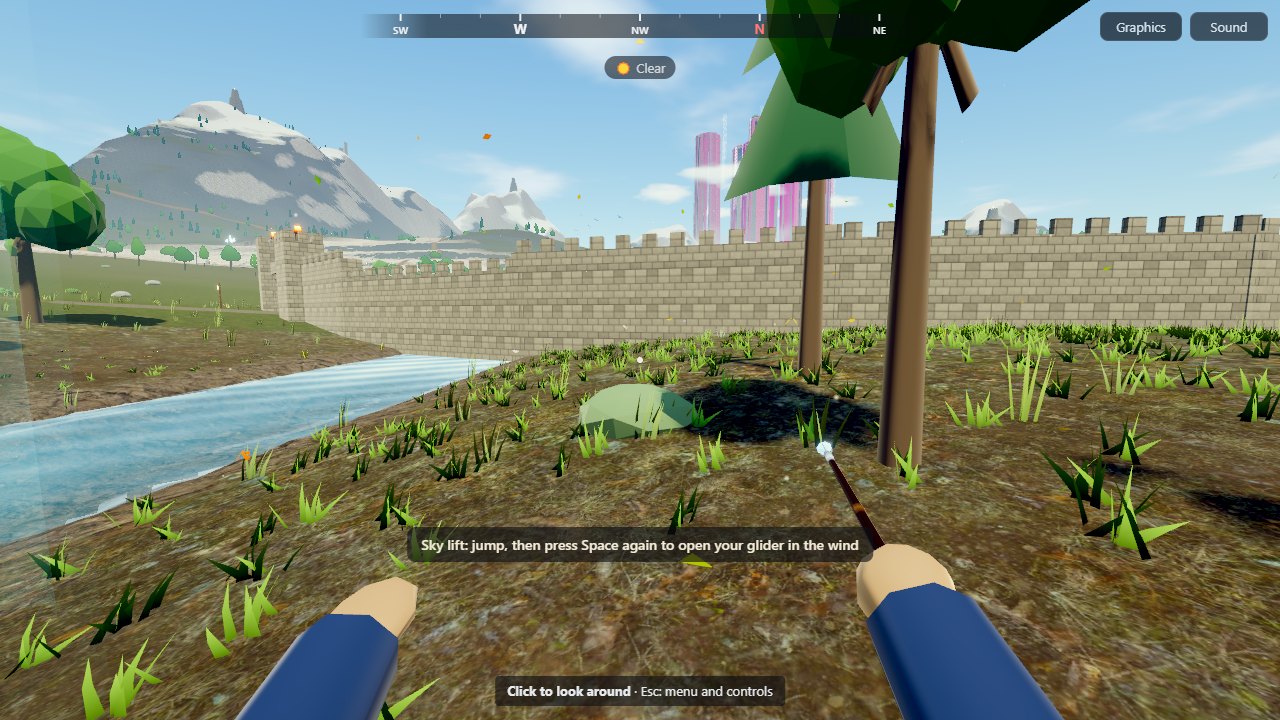 SW W NW N NE
Graphics Sound
Clear
Sky lift: jump, then press Space again to open your glider in the wind
Click to look around · Esc: menu and controls